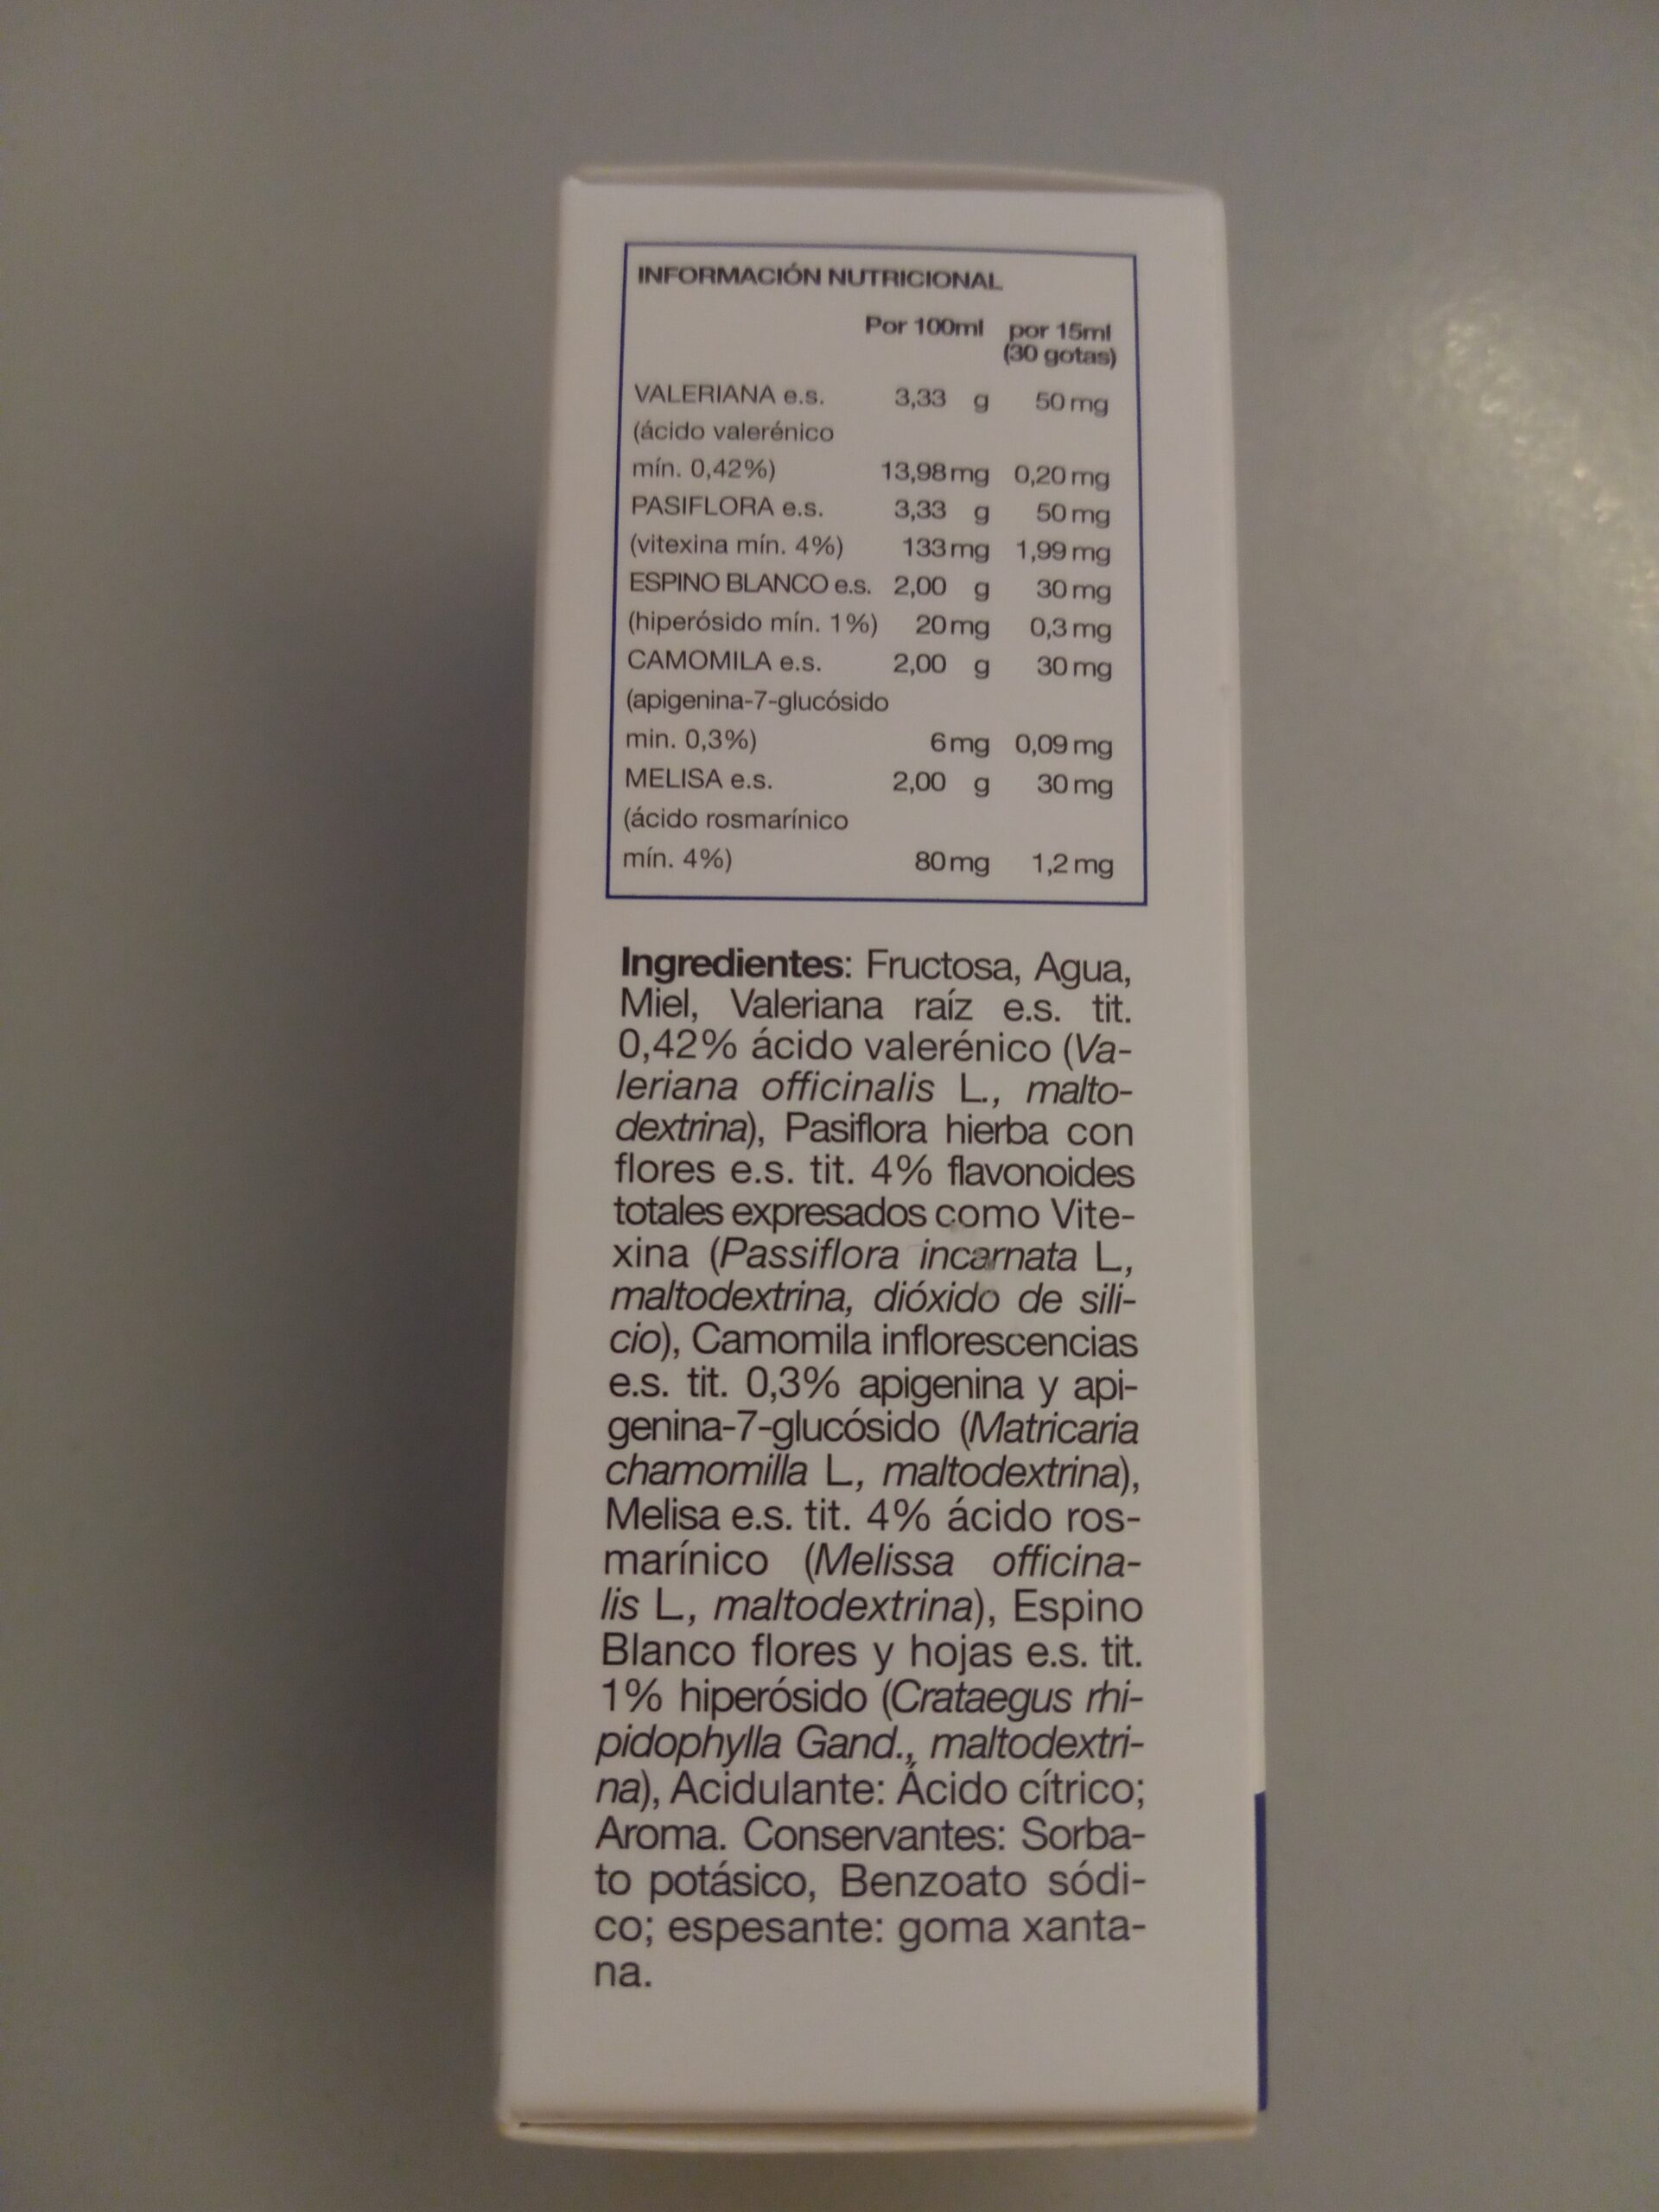 INFORMACIÓN NUTRICIONAL
Por 100ml por 15ml
(30 gotas)
VALERIANA e.s. 3,33 g 50 mg
(ácido valerénico
mín. 0,42%) 13,98 mg 0,20 mg
PASIFLORA e.s. 3,33 g 50 mg
(vitexina mín. 4%) 133 mg 1,99 mg
ESPINO BLANCO e.s. 2,00 g 30 mg
(hiperósido mín. 1%) 20 mg 0,3 mg
CAMOMILA e.s. 2,00 g 30 mg
(apigenina-7-glucósido
min. 0,3%) 6 mg 0,09 mg
MELISA e.s. 2,00 g 30 mg
(ácido rosmarínico
mín. 4%) 80 mg 1,2 mg
Ingredientes: Fructosa, Agua,
Miel, Valeriana raíz e.s. tit.
0,42% ácido valerénico (Va-
leriana officinalis L., malto-
dextrina), Pasiflora hierba con
flores e.s. tit. 4% flavonoides
totales expresados como Vite-
xina (Passiflora incarnata L,
maltodextrina, dióxido de sili-
cio), Camomila inflorescencias
e.s. tit. 0,3% apigenina y api-
genina-7-glucósido (Matricaria
chamomilla L, maltodextrina),
Melisa e.s. tit. 4% ácido ros-
marínico (Melissa officina-
lis L, maltodextrina), Espino
Blanco flores y hojas e.s. tit.
1% hiperósido (Crataegus rhi-
pidophylla Gand., maltodextri-
na), Acidulante: Ácido cítrico;
Aroma. Conservantes: Sorba-
to potásico, Benzoato sódi-
co; espesante: goma xanta-
na.